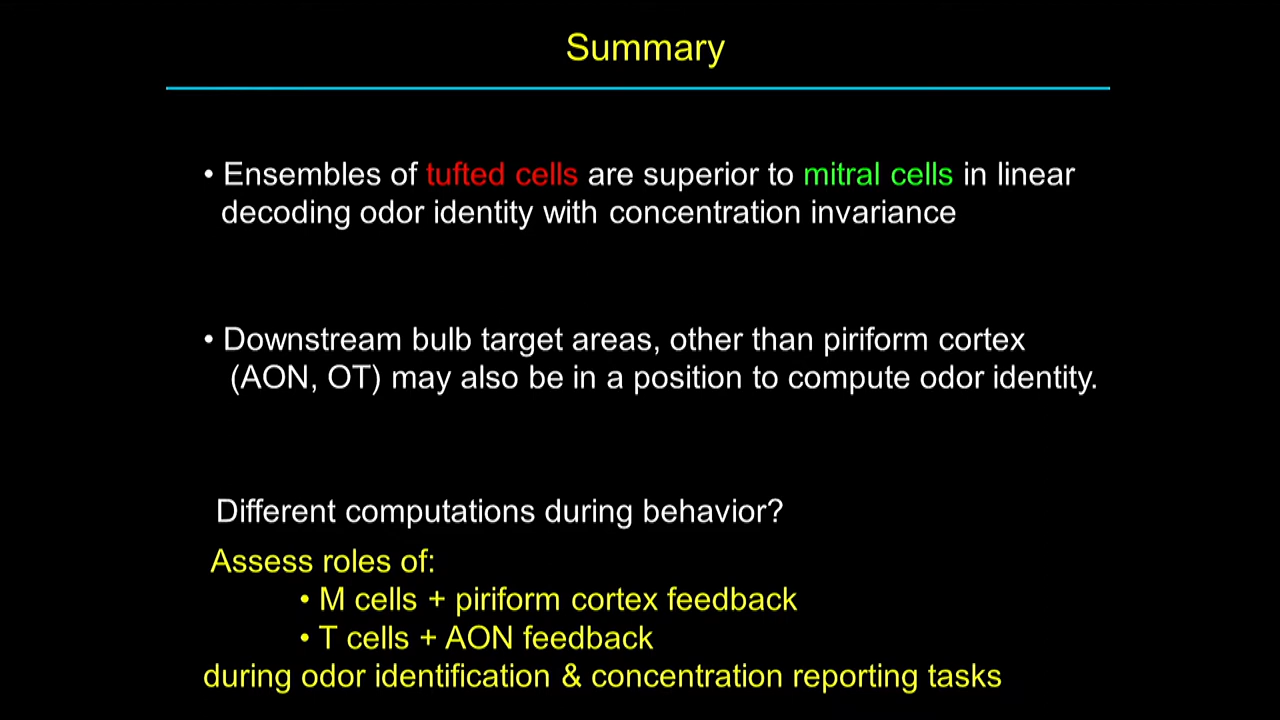 Summary
• Ensembles of tufted cells are superior to mitral cells in linear
decoding odor identity with concentration invariance
• Downstream bulb target areas, other than piriform cortex
(AON, OT) may also be in a position to compute odor identity.
Different computations during behavior?
Assess roles of:
• M cells + piriform cortex feedback
• T cells + AON feedback
during odor identification & concentration reporting tasks